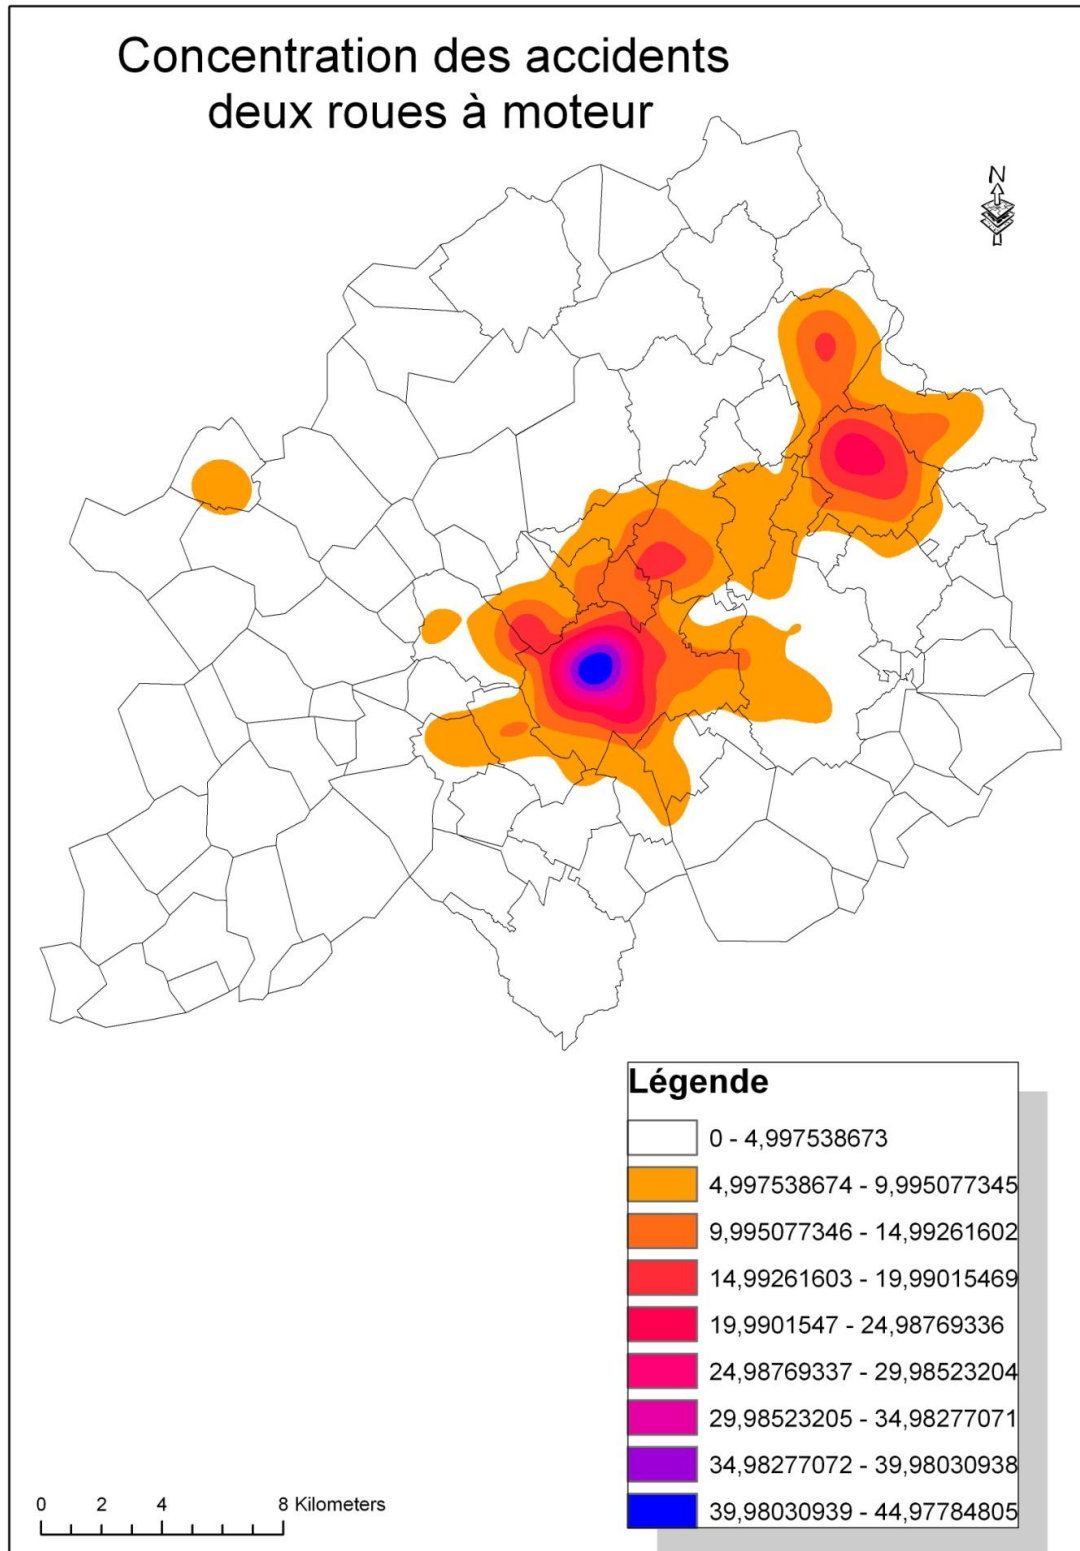 Concentration des accidents
deux roues à moteur
N
Légende
0 - 4,997538673
4,997538674 - 9,995077345
9,995077346 - 14,99261602
14,99261603 - 19,99015469
19,9901547 - 24,98769336
24,98769337 - 29,98523204
29,98523205 - 34,98277071
34,98277072 - 39,98030938
39,98030939 - 44,97784805
0 2 4 8 Kilometers